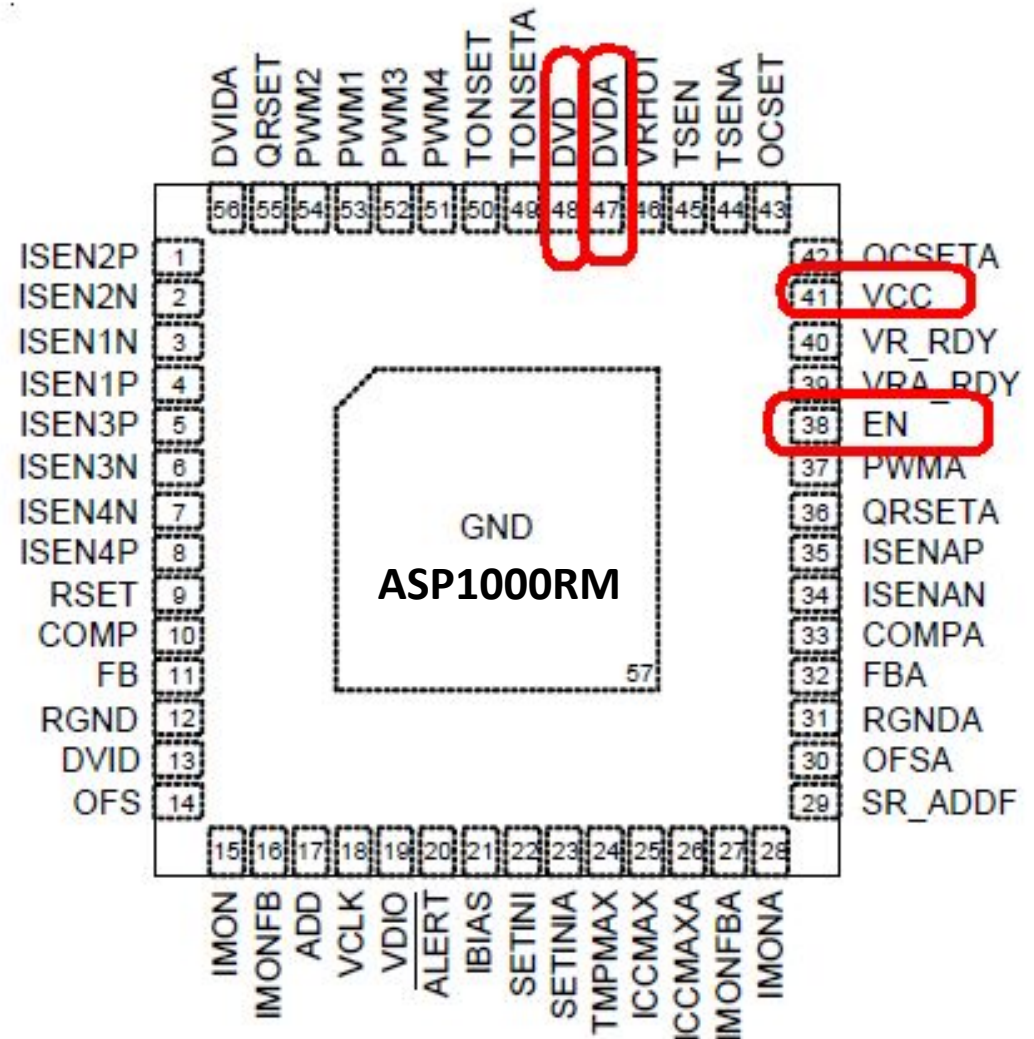 DVIDA
QRSET
PWM2
PWM1
PWM3
PWM4
TONSET
TONSETA
DVD
DVDA
VRHOT
TSEN
TSENA
OCSET
56 55 54 53 52 51 50 49 48 47 46 45 44 43
ISEN2P 1
ISEN2N 2
ISEN1N 3
ISEN1P 4
ISEN3P 5
ISEN3N 6
ISEN4N 7
ISEN4P 8
RSET 9
COMP 10
FB 11
RGND 12
DVID 13
OFS 14
GND
ASP1000RM
57
42 OCSETA
41 VCC
40 VR_RDY
39 VRA_RDY
38 EN
37 PWMA
36 QRSETA
35 ISENAP
34 ISENAN
33 COMPA
32 FBA
31 RGNDA
30 OFSA
29 SR_ADDF
15 16 17 18 19 20 21 22 23 24 25 26 27 28
IMON
IMONFB
ADD
VCLK
VDIO
ALERT
IBIAS
SETINI
SETINIA
TMPMAX
ICCMAX
ICCMAXA
IMONFBA
IMONA